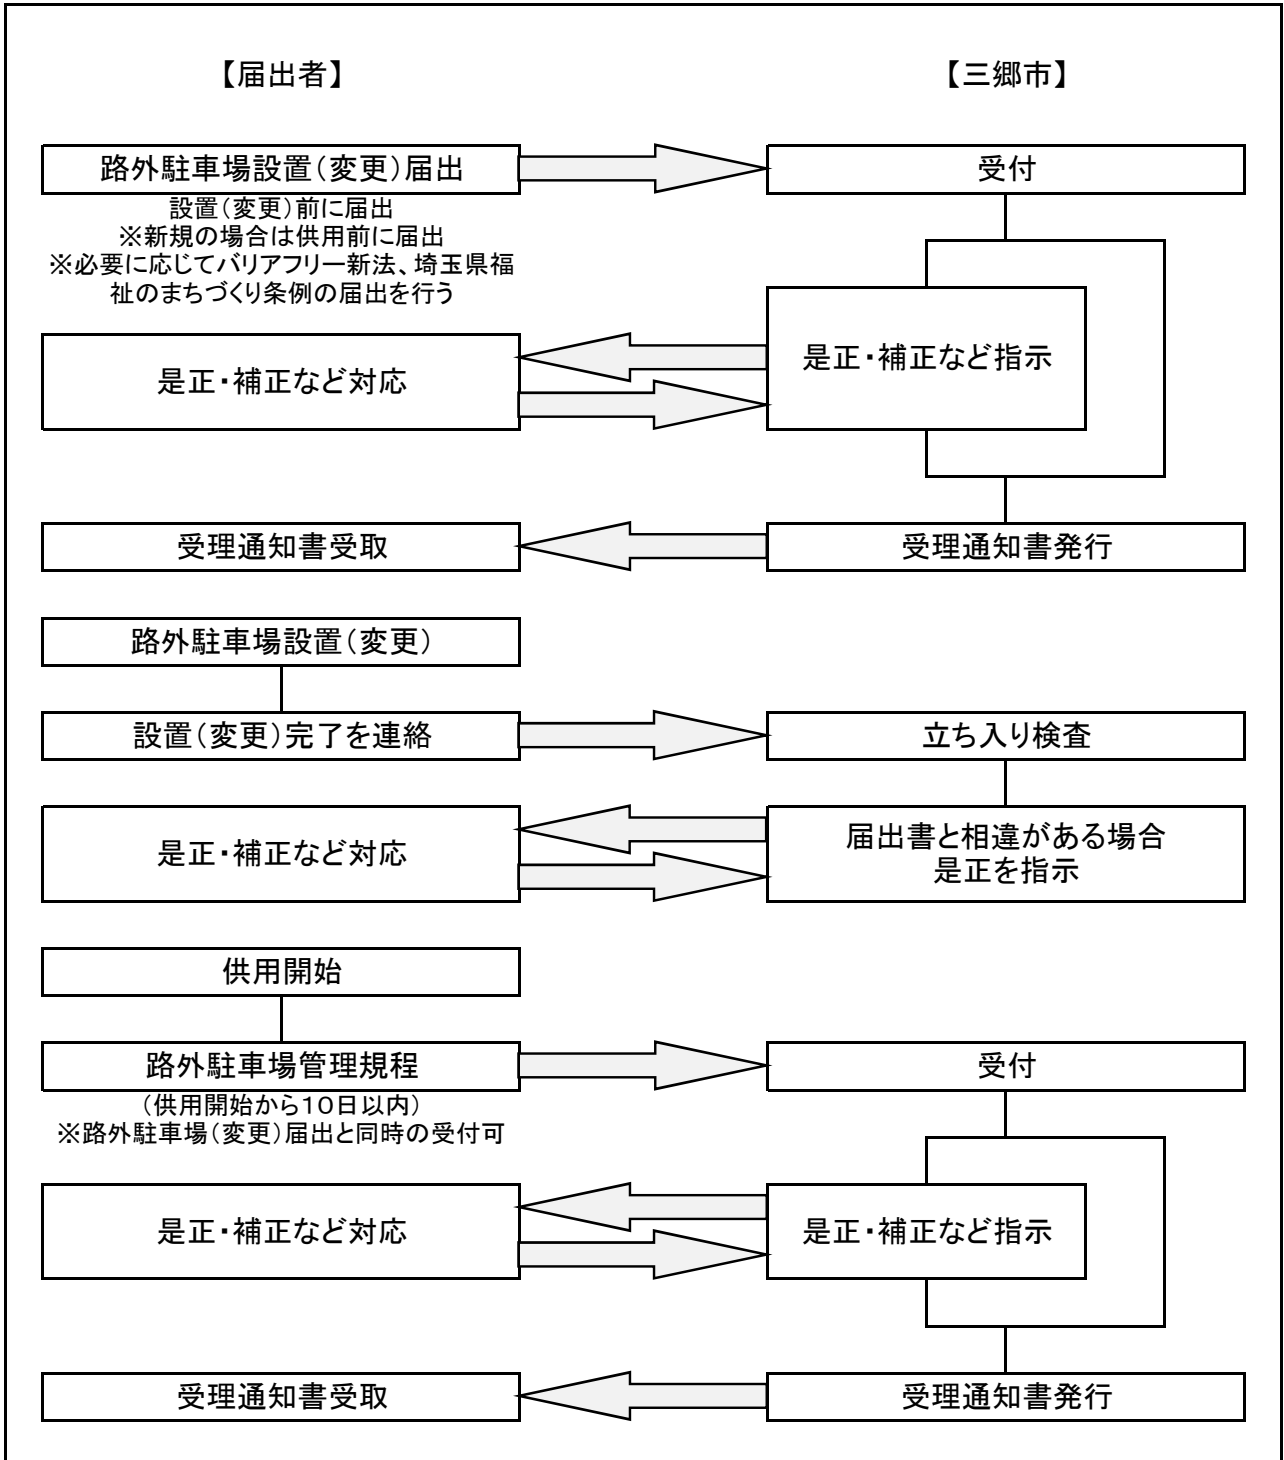 【届出者】
【三郷市】
路外駐車場設置（変更）届出
受付
設置（変更）前に届出
※新規の場合は供用前に届出
※必要に応じてバリアフリー新法、埼玉県福
祉のまちづくり条例の届出を行う
是正・補正など指示
是正・補正など対応
受理通知書受取
受理通知書発行
路外駐車場設置（変更）
設置（変更）完了を連絡
立ち入り検査
届出書と相違がある場合
是正を指示
是正・補正など対応
供用開始
路外駐車場管理規程
受付
（供用開始から１０日以内）
※路外駐車場（変更）届出と同時の受付可
是正・補正など対応
是正・補正など指示
受理通知書受取
受理通知書発行